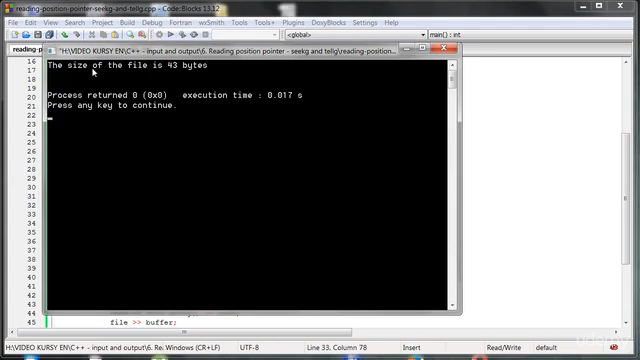 reading-position-pointer-seekg-and-tellg.cpp - Code::Blocks 13.12
File Edit View Search Project Build Debug Fortran wxSmith Tools Tools+ Plugins DoxyBlocks Settings Help
<global> main() : int
reading-p
"H:\VIDEO KURSY EN\C++ - input and output\6. Reading position pointer - seekg and tellg\reading-position...
16
17
18
19
20
21
22
23
24
25
26
27
28
29
30
31
32
33
34
35
36
37
38
39
40
41
42
43
44
45
The size of the file is 43 bytes
Process returned 0 (0x0) execution time : 0.017 s
Press any key to continue.
file >> buffer;
H:\VIDEO KURSY EN\C++ - input and output\6. Re Windows (CR+LF) UTF-8 Line 33, Column 78 Insert Read/Write default
udemy